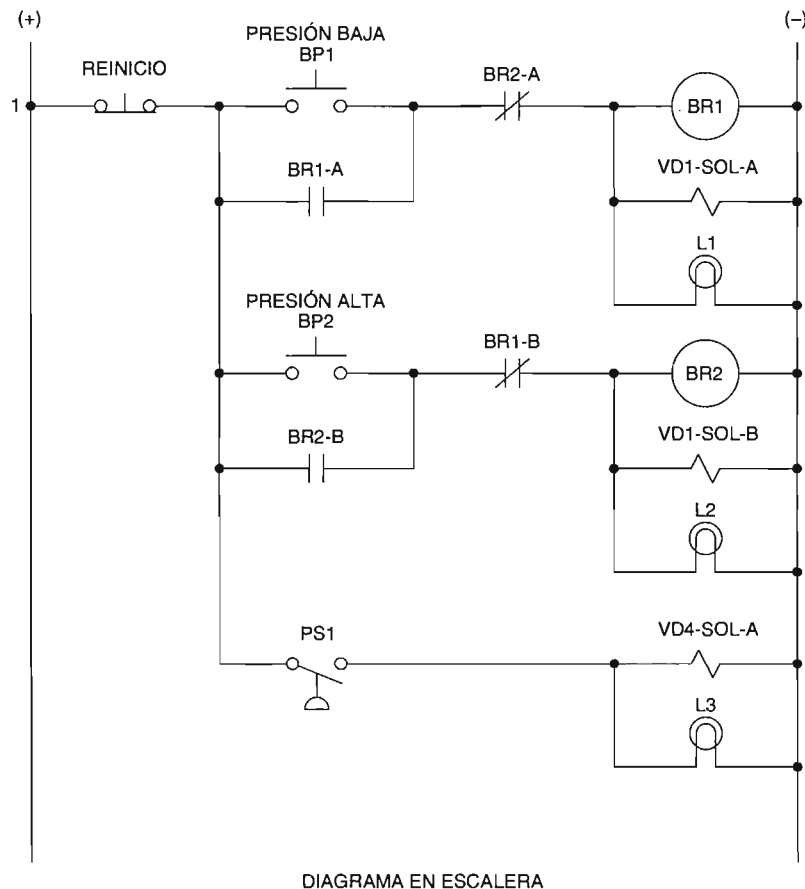 (+)
(−)
PRESIÓN BAJA
BP1
REINICIO
BR2-A
1
BR1
BR1-A
VD1-SOL-A
L1
PRESIÓN ALTA
BP2
BR1-B
BR2
BR2-B
VD1-SOL-B
L2
PS1
VD4-SOL-A
L3
DIAGRAMA EN ESCALERA